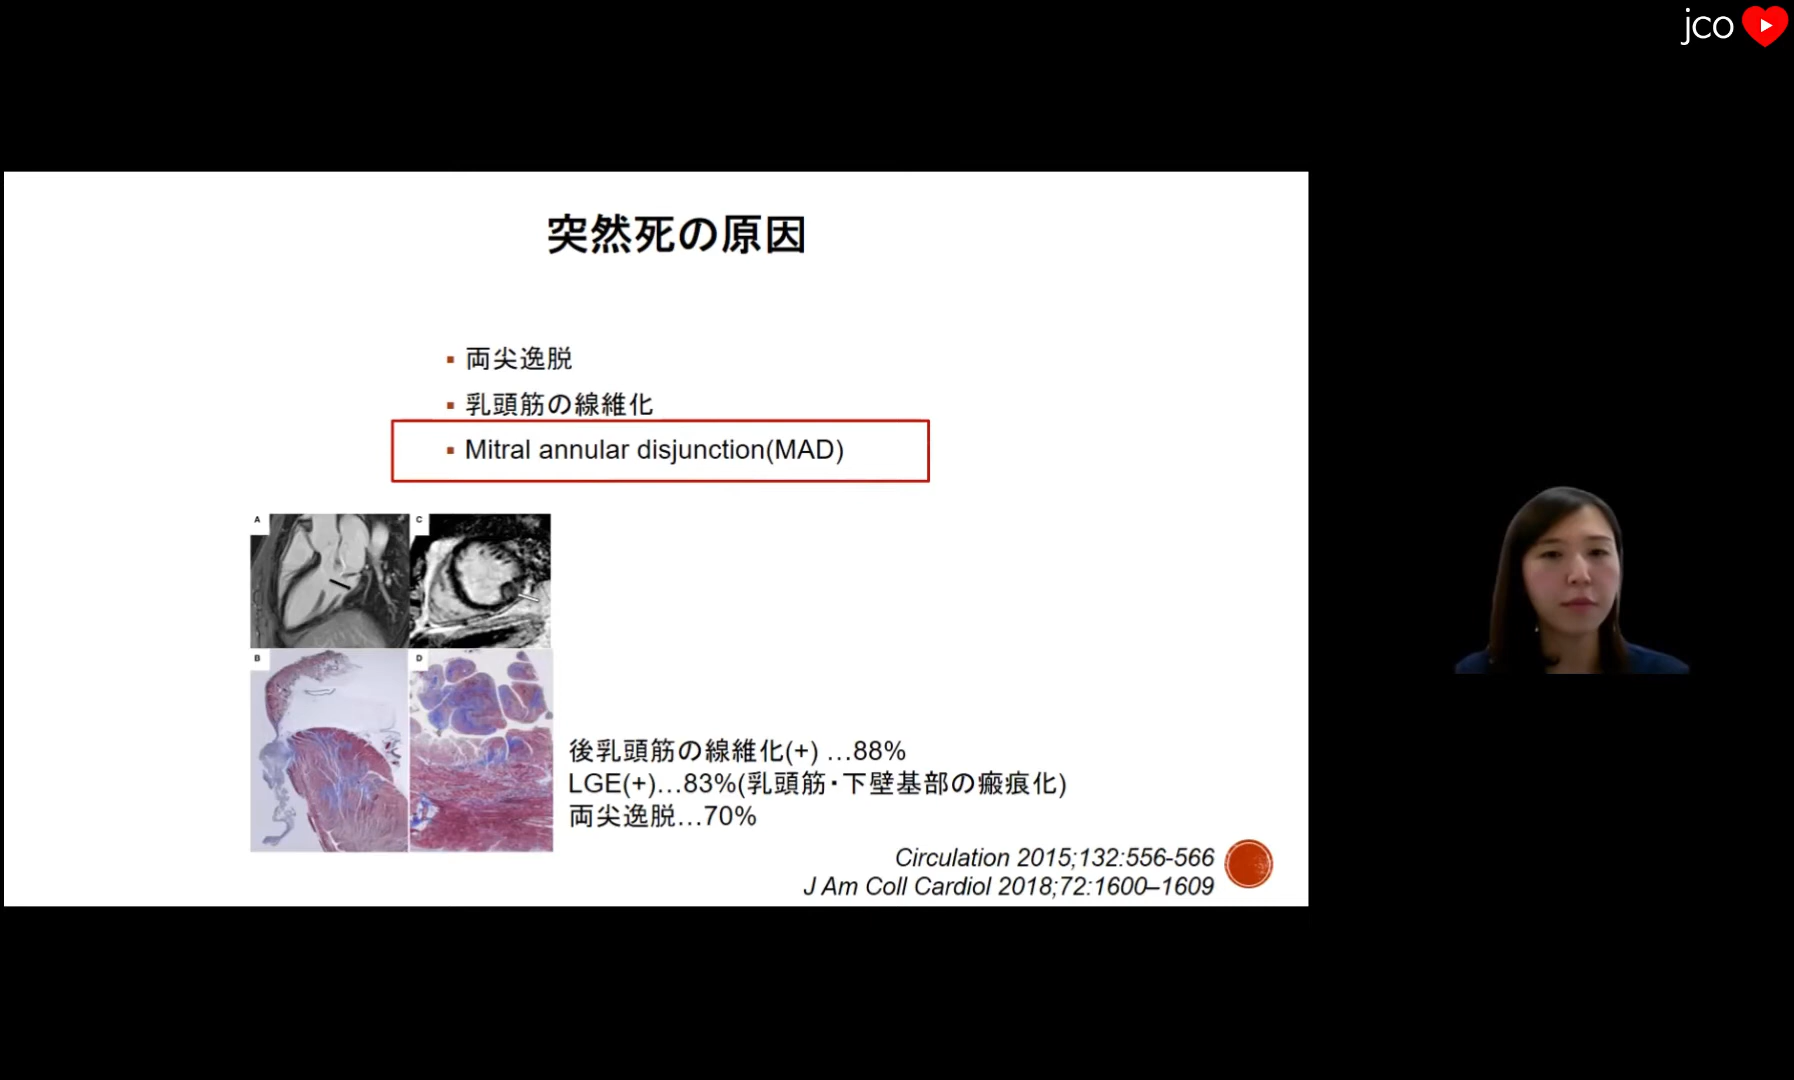 jco
突然死の原因
▪ 両尖逸脱
▪ 乳頭筋の線維化
▪ Mitral annular disjunction(MAD)
A
C
B
D
後乳頭筋の線維化(+) …88%
LGE(+)…83%(乳頭筋・下壁基部の瘢痕化)
両尖逸脱…70%
Circulation 2015;132:556-566
J Am Coll Cardiol 2018;72:1600–1609